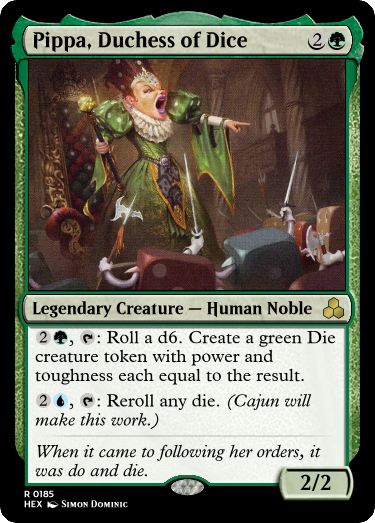 Pippa, Duchess of Dice 2
Legendary Creature — Human Noble
2, : Roll a d6. Create a green Die
creature token with power and
toughness each equal to the result.
2, : Reroll any die. (Cajun will
make this work.)
When it came to following her orders, it
was do and die.
2/2
R 0185
HEX Simon Dominic